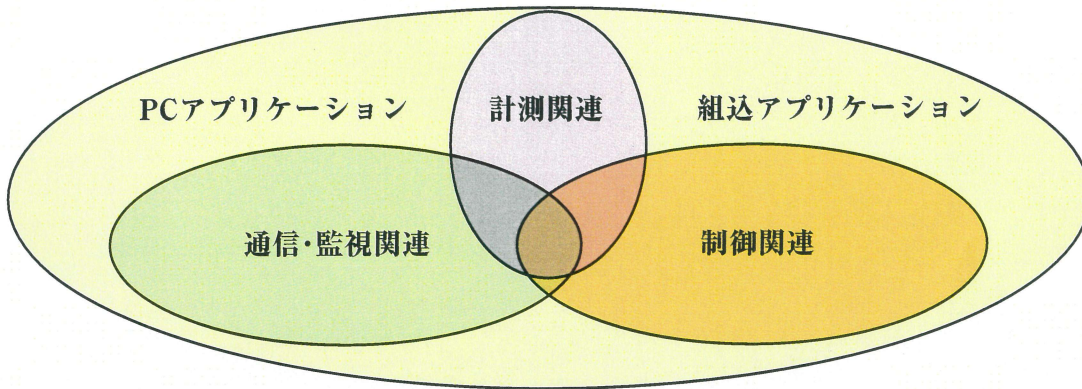 PCアプリケーション
計測関連
組込アプリケーション
通信・監視関連
制御関連